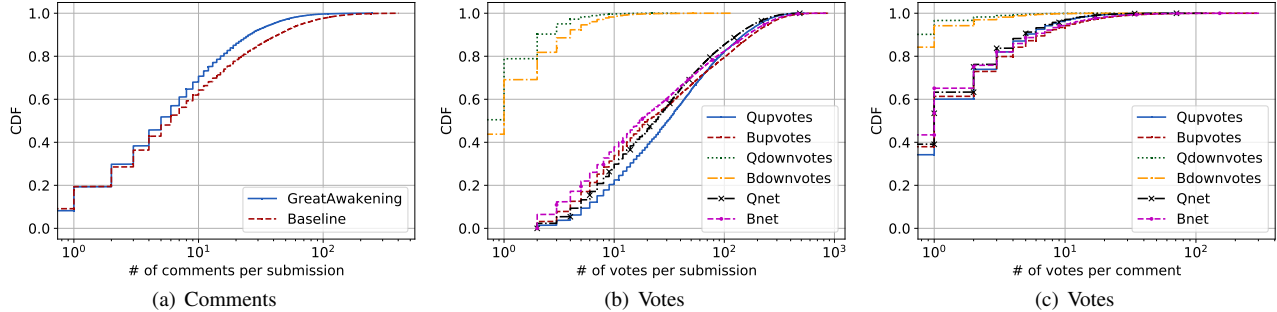 1.0
0.8
0.6
0.4
0.2
0.0
CDF
10⁰
10¹
10²
# of comments per submission
GreatAwakening
Baseline
(a) Comments
1.0
0.8
0.6
0.4
0.2
0.0
CDF
10⁰
10¹
10²
10³
# of votes per submission
Qupvotes
Bupvotes
Qdownvotes
Bdownvotes
Qnet
Bnet
(b) Votes
1.0
0.8
0.6
0.4
0.2
0.0
CDF
10⁰
10¹
10²
# of votes per comment
Qupvotes
Bupvotes
Qdownvotes
Bdownvotes
Qnet
Bnet
(c) Votes